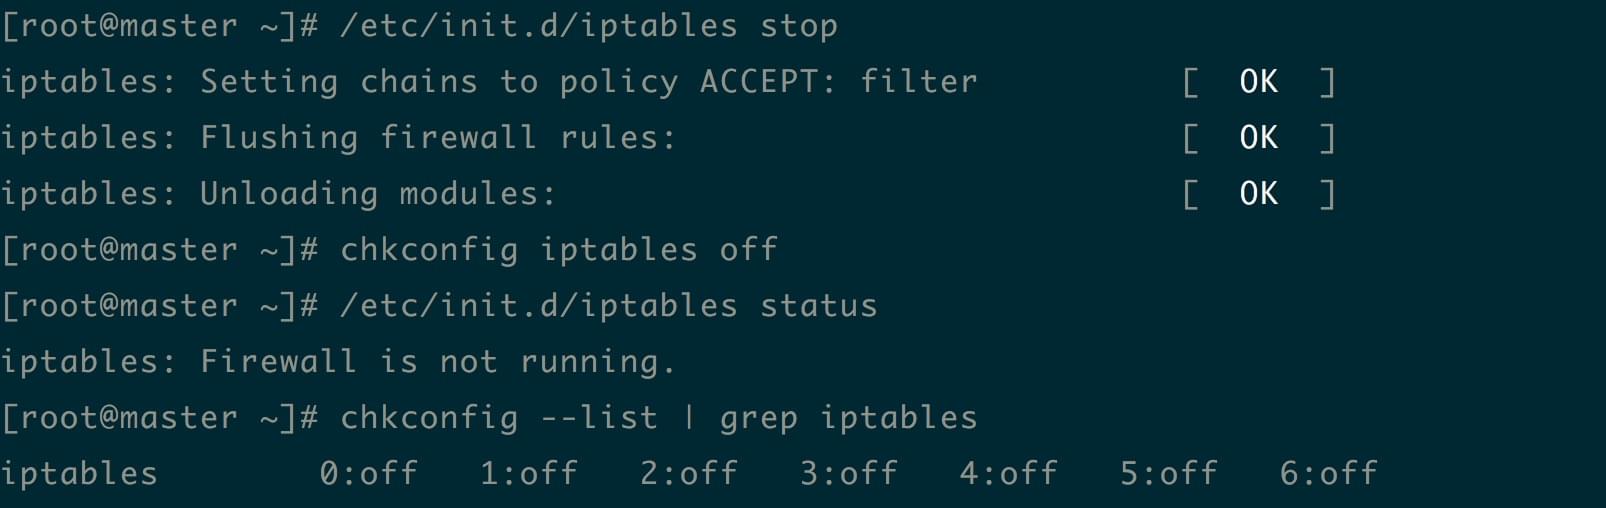 [root@master ~]# /etc/init.d/iptables stop
iptables: Setting chains to policy ACCEPT: filter          [  OK  ]
iptables: Flushing firewall rules:                         [  OK  ]
iptables: Unloading modules:                               [  OK  ]
[root@master ~]# chkconfig iptables off
[root@master ~]# /etc/init.d/iptables status
iptables: Firewall is not running.
[root@master ~]# chkconfig --list | grep iptables
iptables        0:off   1:off   2:off   3:off   4:off   5:off   6:off